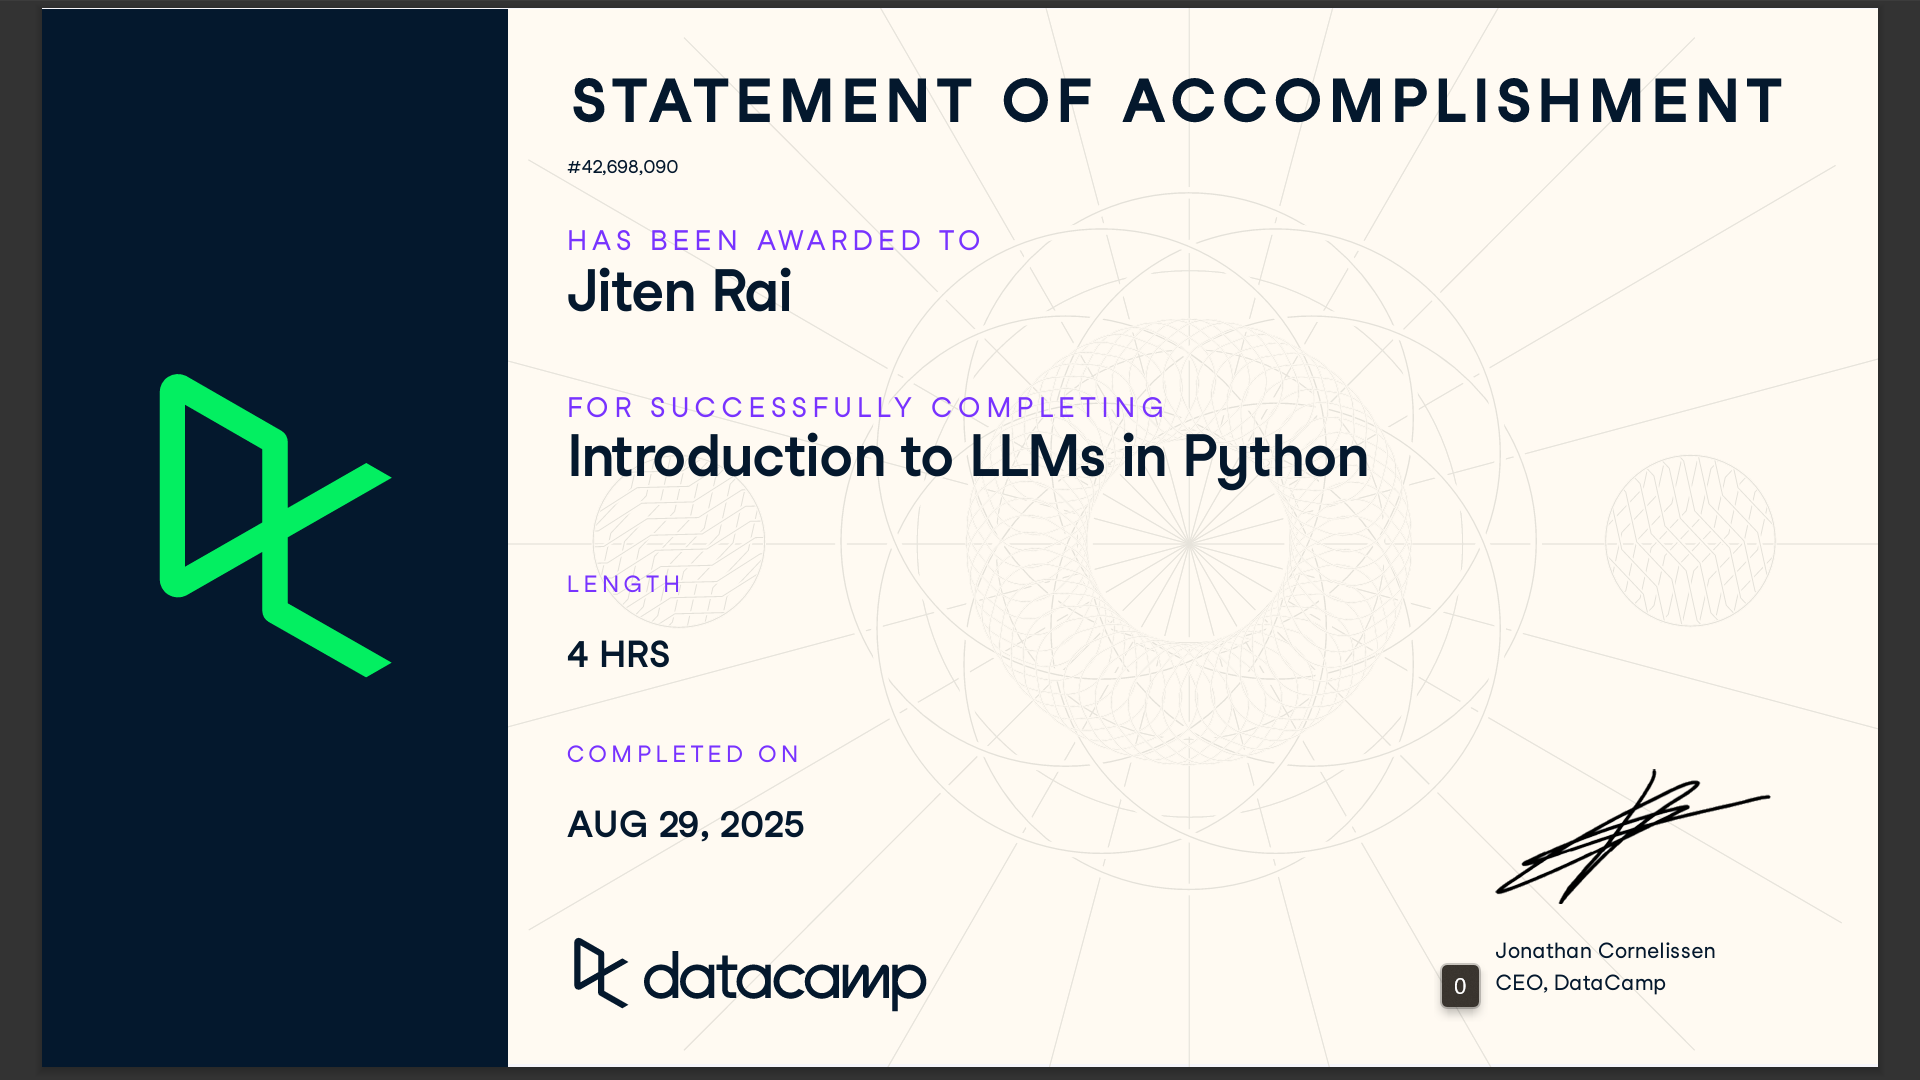 STATEMENT OF ACCOMPLISHMENT
#42,698,090
HAS BEEN AWARDED TO
Jiten Rai
FOR SUCCESSFULLY COMPLETING
Introduction to LLMs in Python
LENGTH
4 HRS
COMPLETED ON
AUG 29, 2025
datacamp
Jonathan Cornelissen
CEO, DataCamp
0